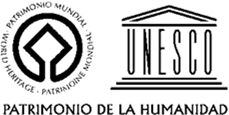 PATRIMONIO MUNDIAL • WORLD HERITAGE • PATRIMOINE MONDIAL •
UNESCO
PATRIMONIO DE LA HUMANIDAD